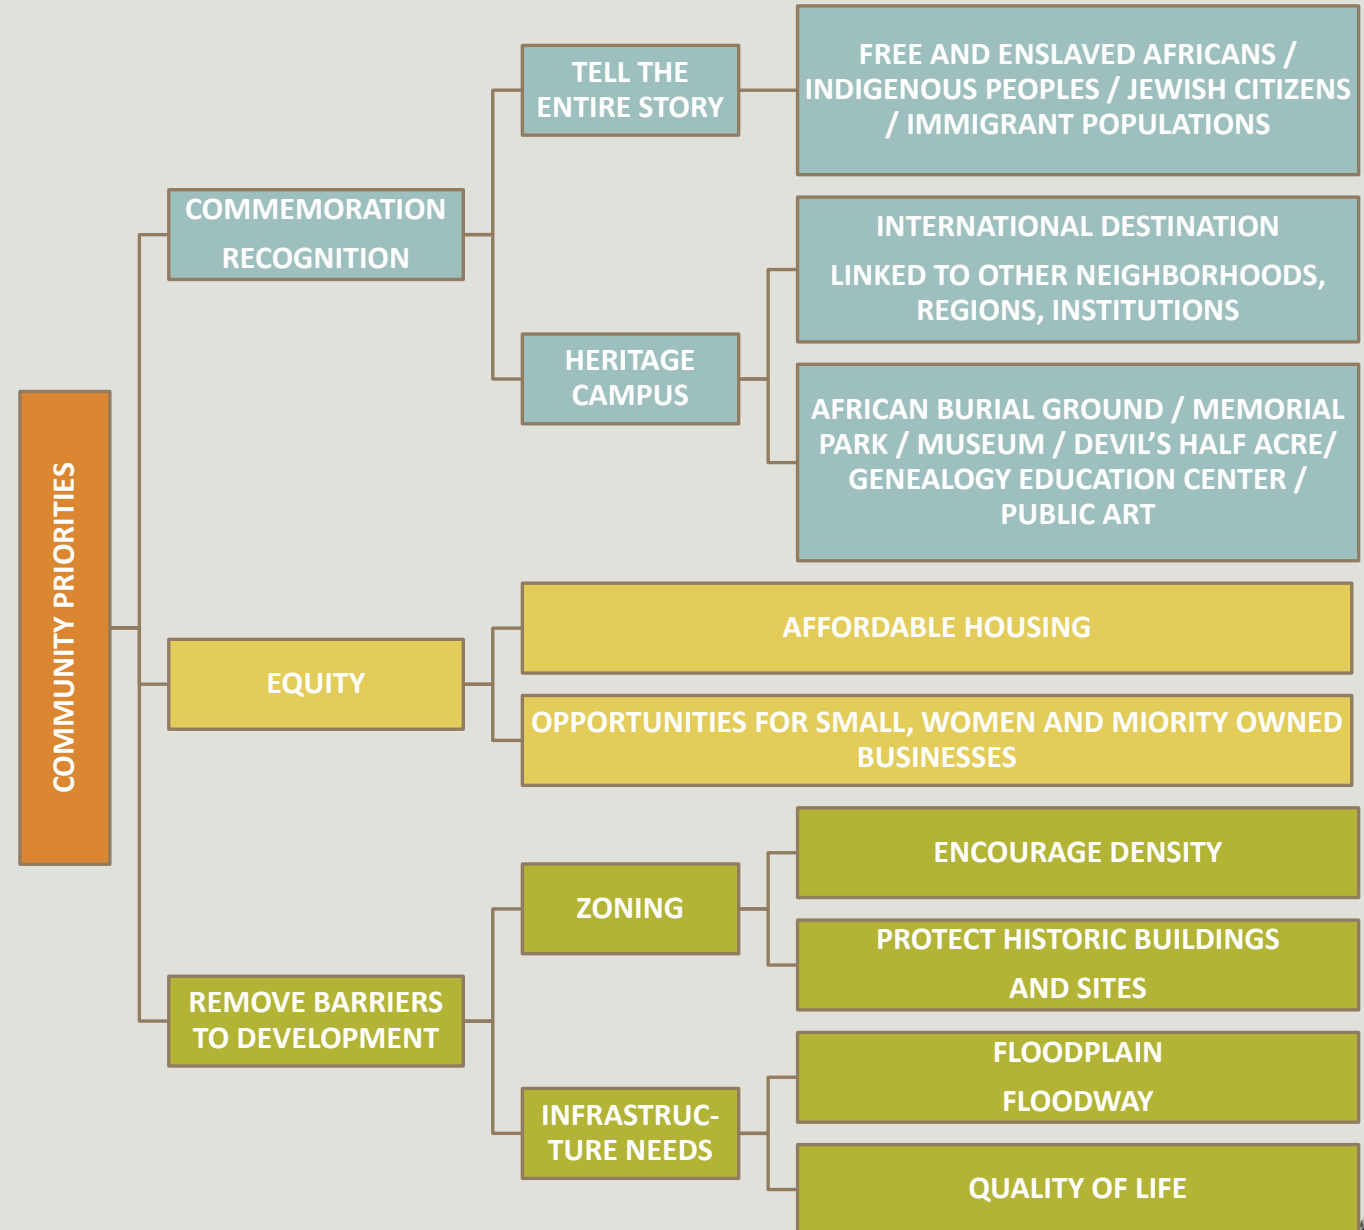 COMMUNITY PRIORITIES
COMMEMORATION
RECOGNITION
TELL THE
ENTIRE STORY
FREE AND ENSLAVED AFRICANS /
INDIGENOUS PEOPLES / JEWISH CITIZENS
/ IMMIGRANT POPULATIONS
HERITAGE
CAMPUS
INTERNATIONAL DESTINATION
LINKED TO OTHER NEIGHBORHOODS,
REGIONS, INSTITUTIONS
AFRICAN BURIAL GROUND / MEMORIAL
PARK / MUSEUM / DEVIL’S HALF ACRE/
GENEALOGY EDUCATION CENTER /
PUBLIC ART
EQUITY
AFFORDABLE HOUSING
OPPORTUNITIES FOR SMALL, WOMEN AND MIORITY OWNED
BUSINESSES
REMOVE BARRIERS
TO DEVELOPMENT
ZONING
ENCOURAGE DENSITY
PROTECT HISTORIC BUILDINGS
AND SITES
INFRASTRUC-
TURE NEEDS
FLOODPLAIN
FLOODWAY
QUALITY OF LIFE